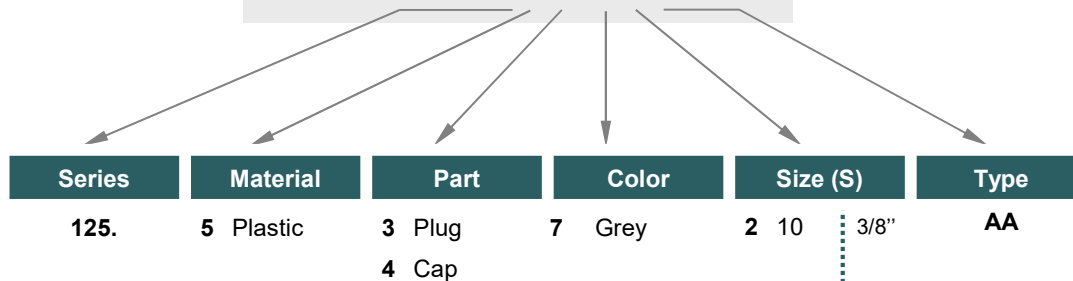 Series Material Part Color Size (S) Type
125. 5 Plastic 3 Plug 7 Grey 2 10 3/8’’ AA
4 Cap